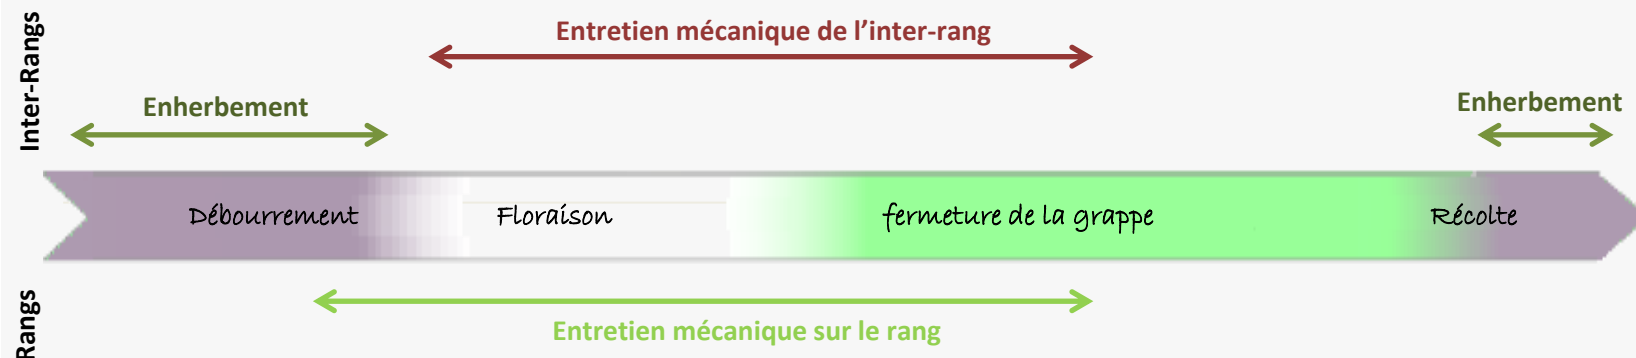 Inter-Rangs
Entretien mécanique de l’inter-rang
Enherbement
Enherbement
Débourrement
Floraison
fermeture de la grappe
Récolte
Rangs
Entretien mécanique sur le rang